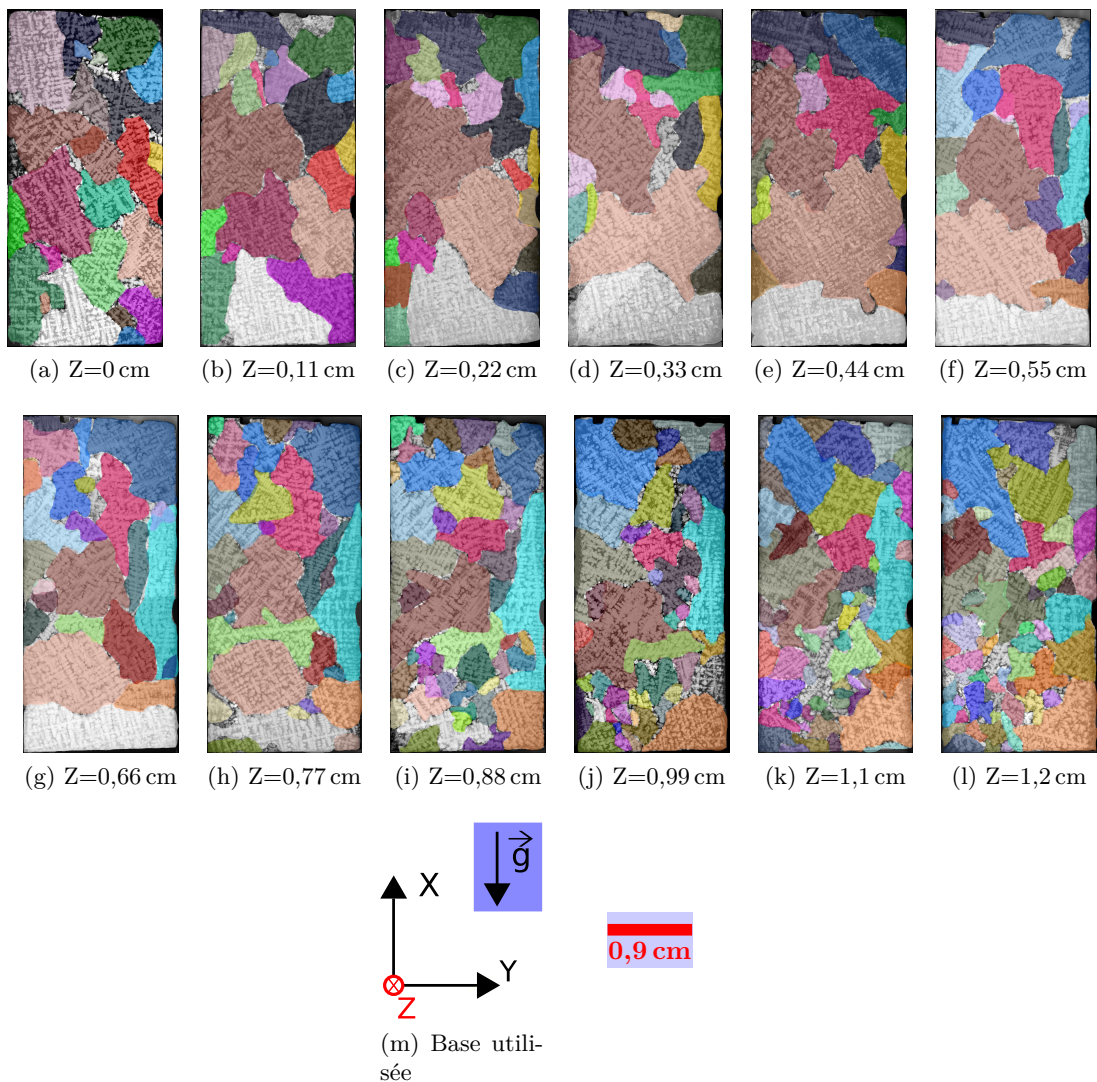 (a) Z=0 cm
(b) Z=0,11 cm
(c) Z=0,22 cm
(d) Z=0,33 cm
(e) Z=0,44 cm
(f) Z=0,55 cm
(g) Z=0,66 cm
(h) Z=0,77 cm
(i) Z=0,88 cm
(j) Z=0,99 cm
(k) Z=1,1 cm
(l) Z=1,2 cm
g
X
Y
Z
0,9 cm
(m) Base utili-
sée